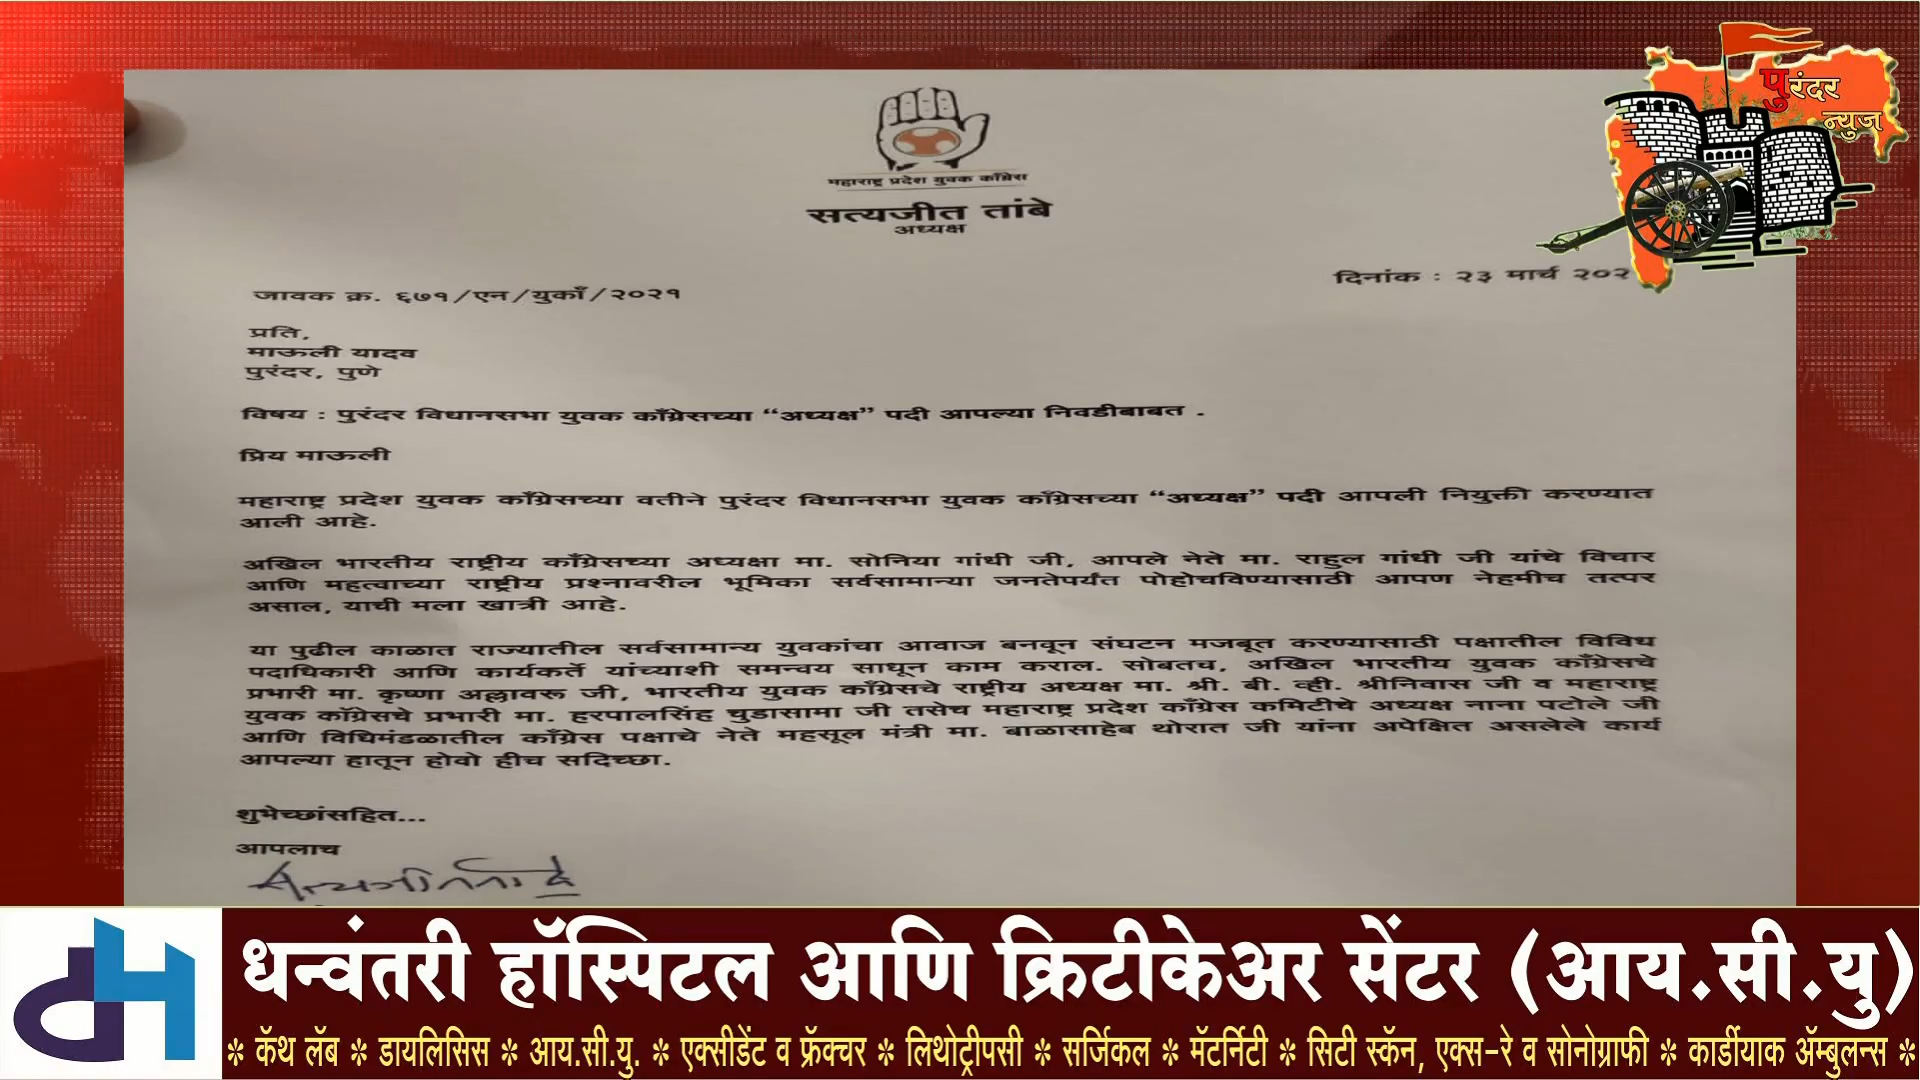 पुरंदर
न्युज
महाराष्ट्र प्रदेश युवक काँग्रेस
सत्यजीत तांबे
अध्यक्ष
दिनांक : २३ मार्च २०२
जावक क्र. ६७१/एन/युकाँ/२०२१
प्रति,
माऊली यादव
पुरंदर, पुणे
विषय : पुरंदर विधानसभा युवक काँग्रेसच्या “अध्यक्ष” पदी आपल्या निवडीबाबत .
प्रिय माऊली
महाराष्ट्र प्रदेश युवक काँग्रेसच्या वतीने पुरंदर विधानसभा युवक काँग्रेसच्या “अध्यक्ष” पदी आपली नियुक्ती करण्यात
आली आहे.
अखिल भारतीय राष्ट्रीय काँग्रेसच्या अध्यक्षा मा. सोनिया गांधी जी, आपले नेते मा. राहुल गांधी जी यांचे विचार
आणि महत्वाच्या राष्ट्रीय प्रश्नावरील भूमिका सर्वसामान्या जनतेपर्यंत पोहोचविण्यासाठी आपण नेहमीच तत्पर
असाल, याची मला खात्री आहे.
या पुढील काळात राज्यातील सर्वसामान्य युवकांचा आवाज बनवून संघटन मजबूत करण्यासाठी पक्षातील विविध
पदाधिकारी आणि कार्यकर्ते यांच्याशी समन्वय साधून काम कराल. सोबतच, अखिल भारतीय युवक काँग्रेसचे
प्रभारी मा. कृष्णा अल्लावरू जी, भारतीय युवक काँग्रेसचे राष्ट्रीय अध्यक्ष मा. श्री. बी. व्ही. श्रीनिवास जी व महाराष्ट्र
युवक काँग्रेसचे प्रभारी मा. हरपालसिंह चुडासामा जी तसेच महाराष्ट्र प्रदेश काँग्रेस कमिटीचे अध्यक्ष नाना पटोले जी
आणि विधिमंडळातील काँग्रेस पक्षाचे नेते महसूल मंत्री मा. बाळासाहेब थोरात जी यांना अपेक्षित असलेले कार्य
आपल्या हातून होवो हीच सदिच्छा.
शुभेच्छांसहित...
आपलाच
सत्यजीत तांबे
धन्वंतरी हॉस्पिटल आणि क्रिटीकेअर सेंटर (आय.सी.यु)
* कॅथ लॅब * डायलिसिस * आय.सी.यु. * एक्सीडेंट व फ्रॅक्चर * लिथोट्रीपसी * सर्जिकल * मॅटर्निटी * सिटी स्कॅन, एक्स-रे व सोनोग्राफी * कार्डीयाक ॲम्बुलन्स *